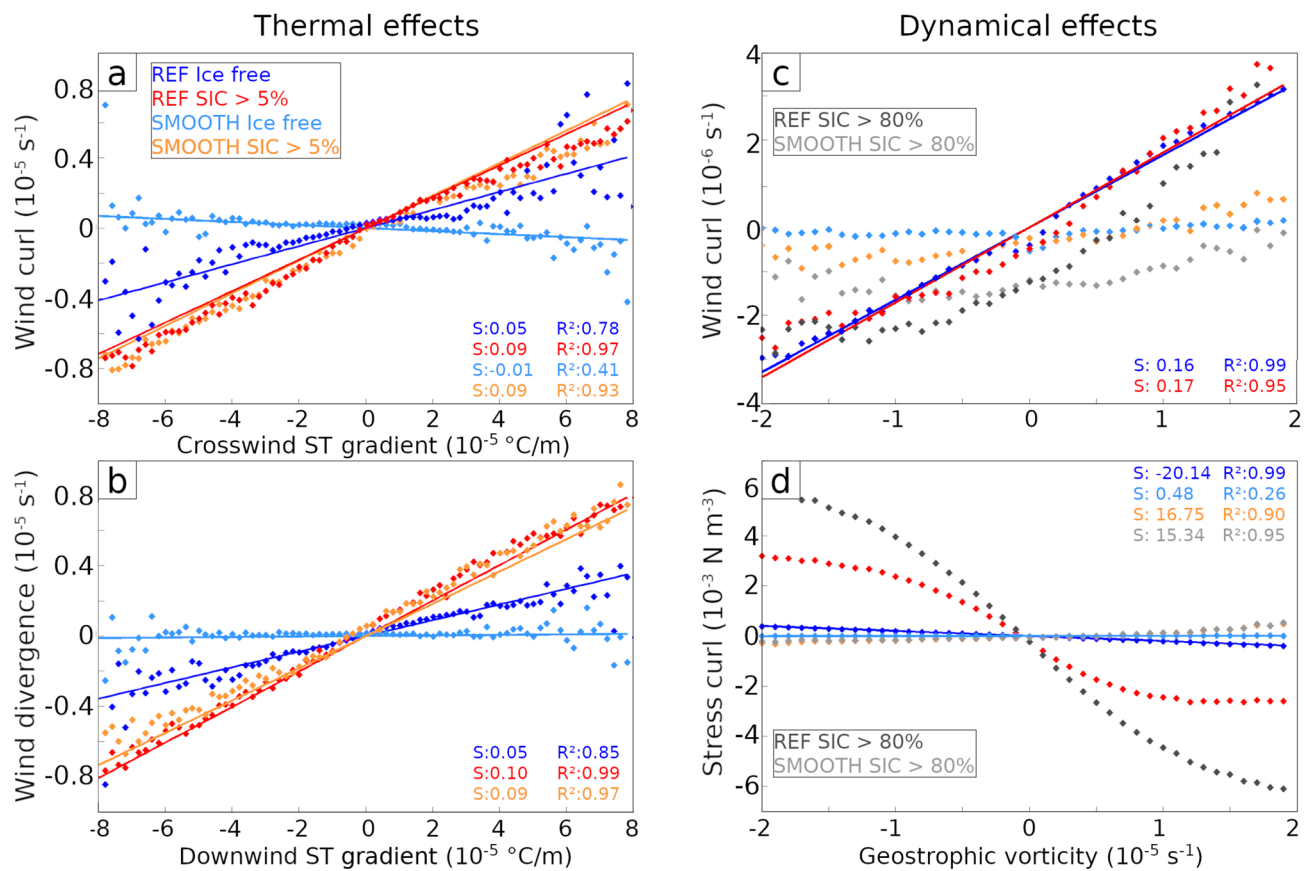 Thermal effects
Dynamical effects
a
REF Ice free
REF SIC > 5%
SMOOTH Ice free
SMOOTH SIC > 5%
Wind curl (10⁻⁵ s⁻¹)
0.8
0.4
0
-0.4
-0.8
S:0.05 R²:0.78
S:0.09 R²:0.97
S:-0.01 R²:0.41
S:0.09 R²:0.93
-8 -6 -4 -2 0 2 4 6 8
Crosswind ST gradient (10⁻⁵ °C/m)
c
REF SIC > 80%
SMOOTH SIC > 80%
Wind curl (10⁻⁶ s⁻¹)
4
2
0
-2
-4
S: 0.16 R²:0.99
S: 0.17 R²:0.95
-2 -1 0 1 2
b
Wind divergence (10⁻⁵ s⁻¹)
0.8
0.4
0
-0.4
-0.8
S:0.05 R²:0.85
S:0.10 R²:0.99
S:0.09 R²:0.97
-8 -6 -4 -2 0 2 4 6 8
Downwind ST gradient (10⁻⁵ °C/m)
d
S: -20.14 R²:0.99
S: 0.48 R²:0.26
S: 16.75 R²:0.90
S: 15.34 R²:0.95
Stress curl (10⁻³ N m⁻³)
6
4
2
0
-2
-4
-6
REF SIC > 80%
SMOOTH SIC > 80%
-2 -1 0 1 2
Geostrophic vorticity (10⁻⁵ s⁻¹)